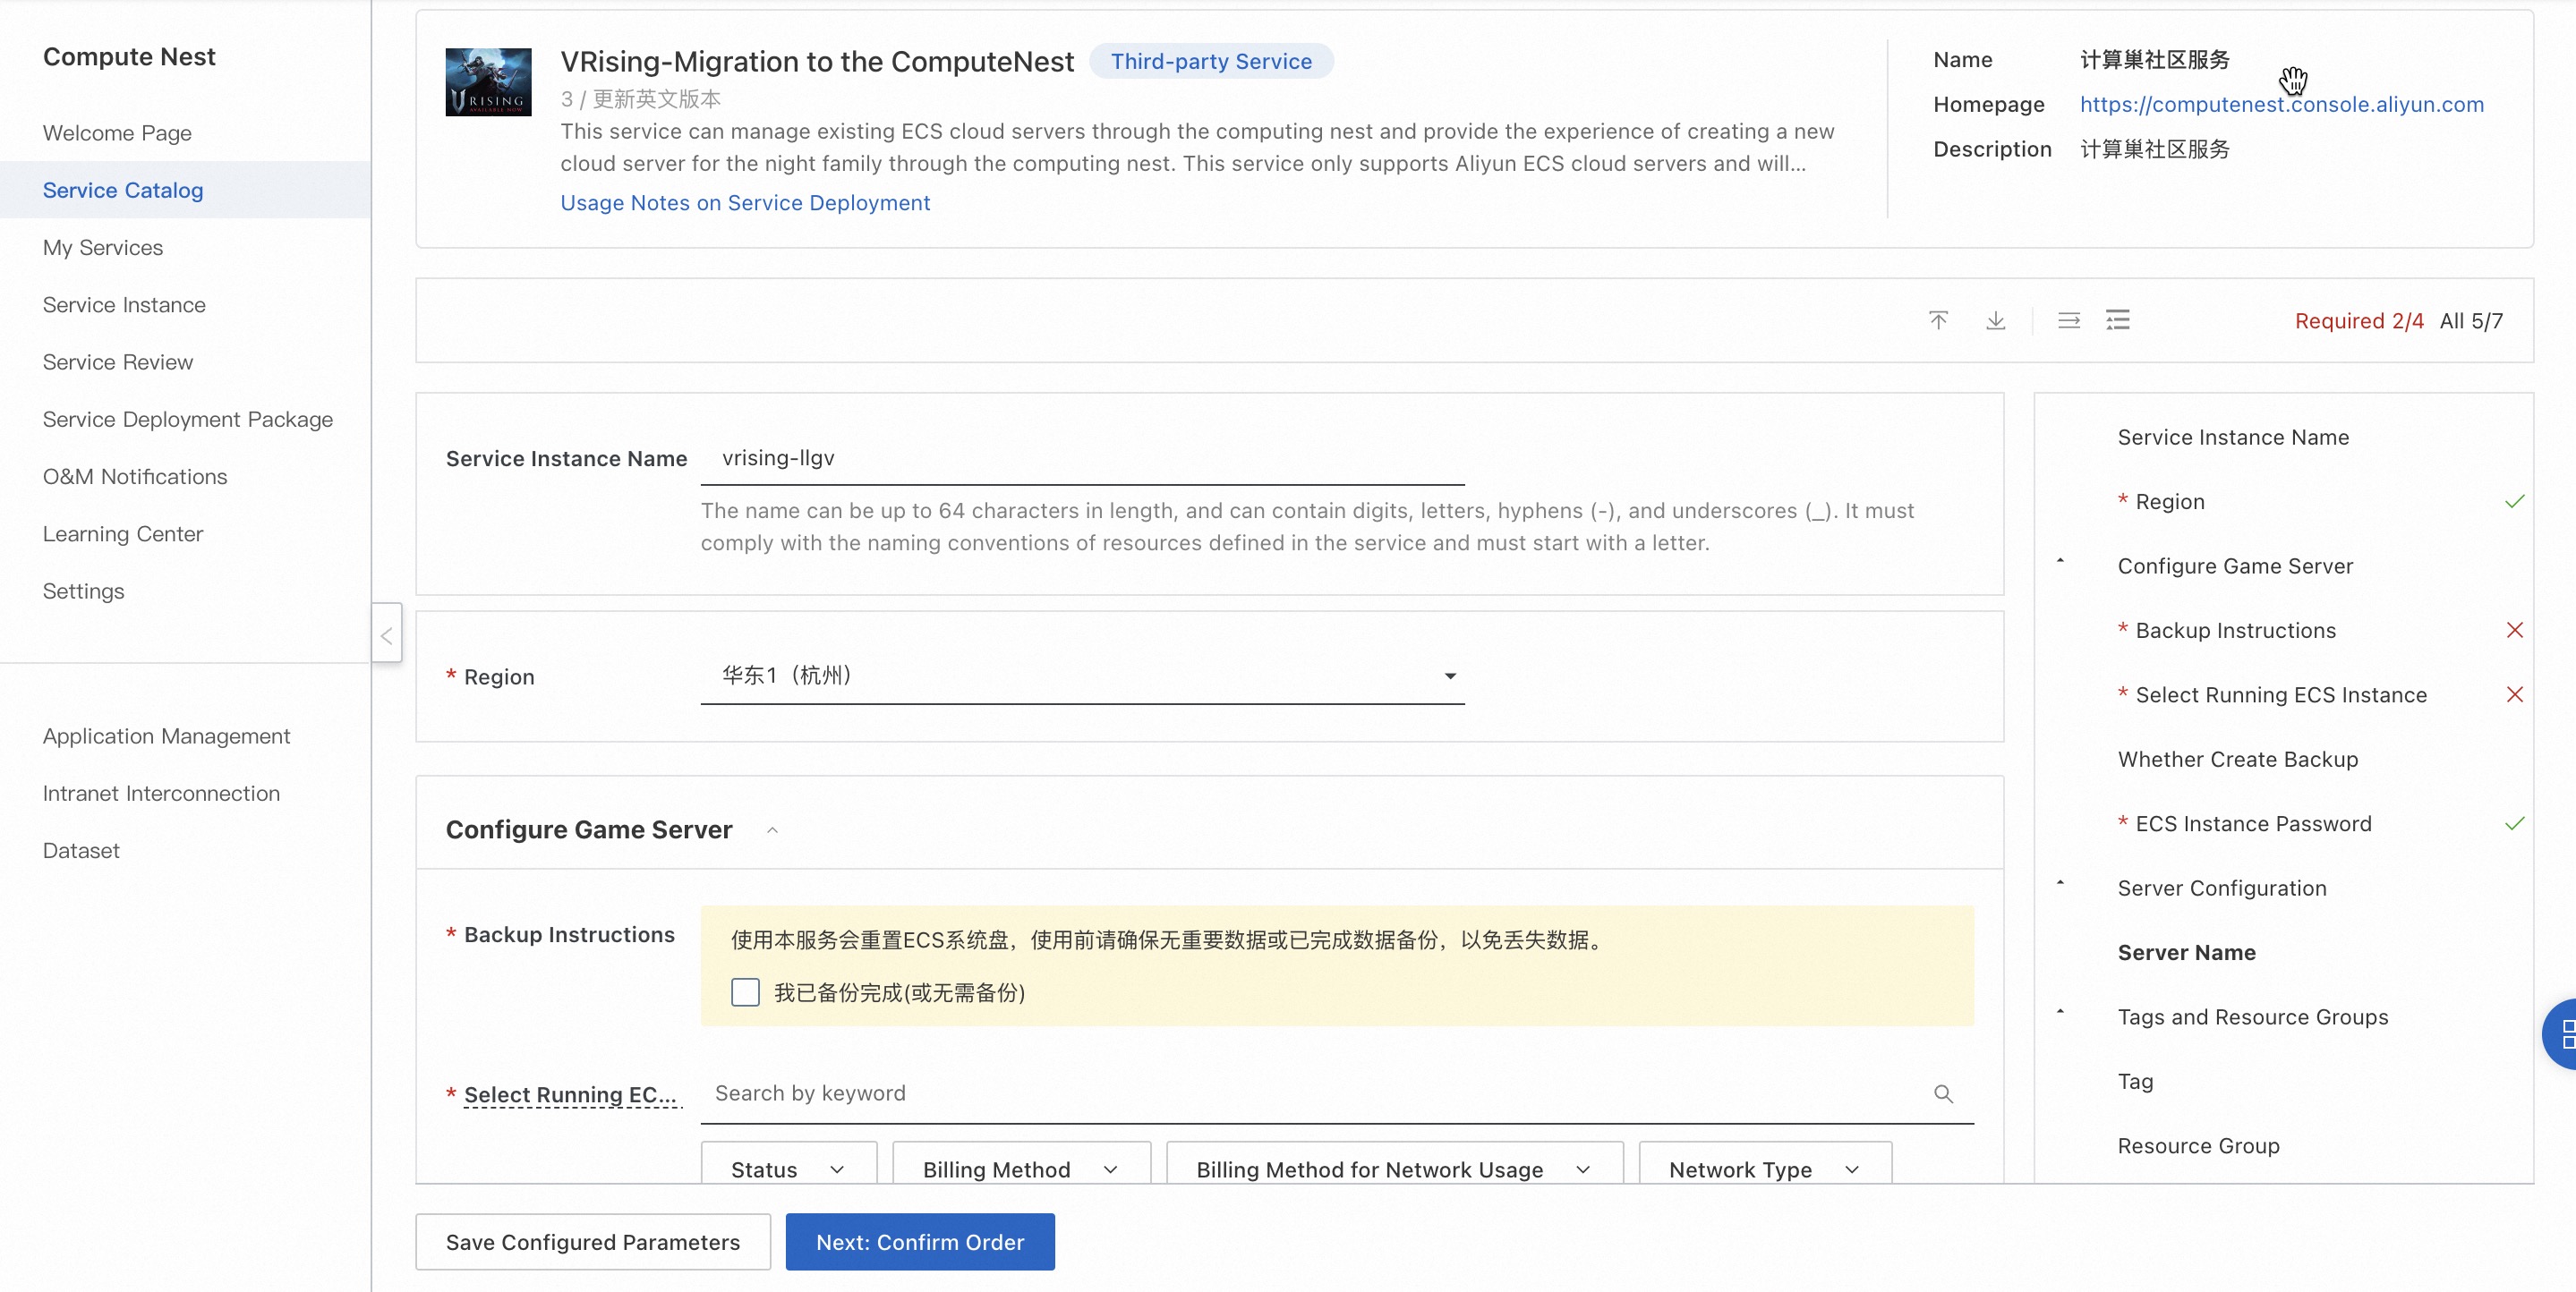 Compute Nest
Welcome Page
Service Catalog
My Services
Service Instance
Service Review
Service Deployment Package
O&M Notifications
Learning Center
Settings
Application Management
Intranet Interconnection
Dataset
V RISING
AVAILABLE NOW
VRising-Migration to the ComputeNest Third-party Service
3 / 更新英文版本
This service can manage existing ECS cloud servers through the computing nest and provide the experience of creating a new
cloud server for the night family through the computing nest. This service only supports Aliyun ECS cloud servers and will...
Usage Notes on Service Deployment
Name 计算巢社区服务
Homepage https://computenest.console.aliyun.com
Description 计算巢社区服务
Required 2/4 All 5/7
Service Instance Name vrising-llgv
The name can be up to 64 characters in length, and can contain digits, letters, hyphens (-), and underscores (_). It must
comply with the naming conventions of resources defined in the service and must start with a letter.
* Region 华东1（杭州）
Configure Game Server
* Backup Instructions 使用本服务会重置ECS系统盘，使用前请确保无重要数据或已完成数据备份，以免丢失数据。
我已备份完成(或无需备份)
* Select Running EC... Search by keyword
Status Billing Method Billing Method for Network Usage Network Type
Save Configured Parameters Next: Confirm Order
Service Instance Name
* Region
Configure Game Server
* Backup Instructions
* Select Running ECS Instance
Whether Create Backup
* ECS Instance Password
Server Configuration
Server Name
Tags and Resource Groups
Tag
Resource Group